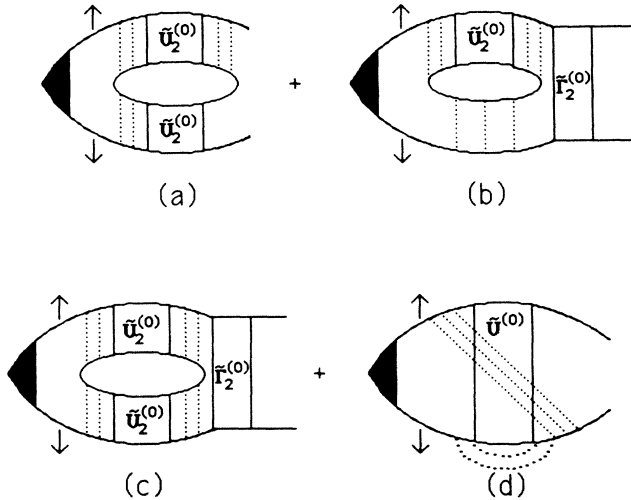 Ũ₂⁽⁰⁾ Ũ₂⁽⁰⁾
+
Γ̃₂⁽⁰⁾
Ũ₂⁽⁰⁾
(a) (b)
Ũ₂⁽⁰⁾ Ũ⁽⁰⁾
Γ̃₂⁽⁰⁾ +
Ũ₂⁽⁰⁾
(c) (d)